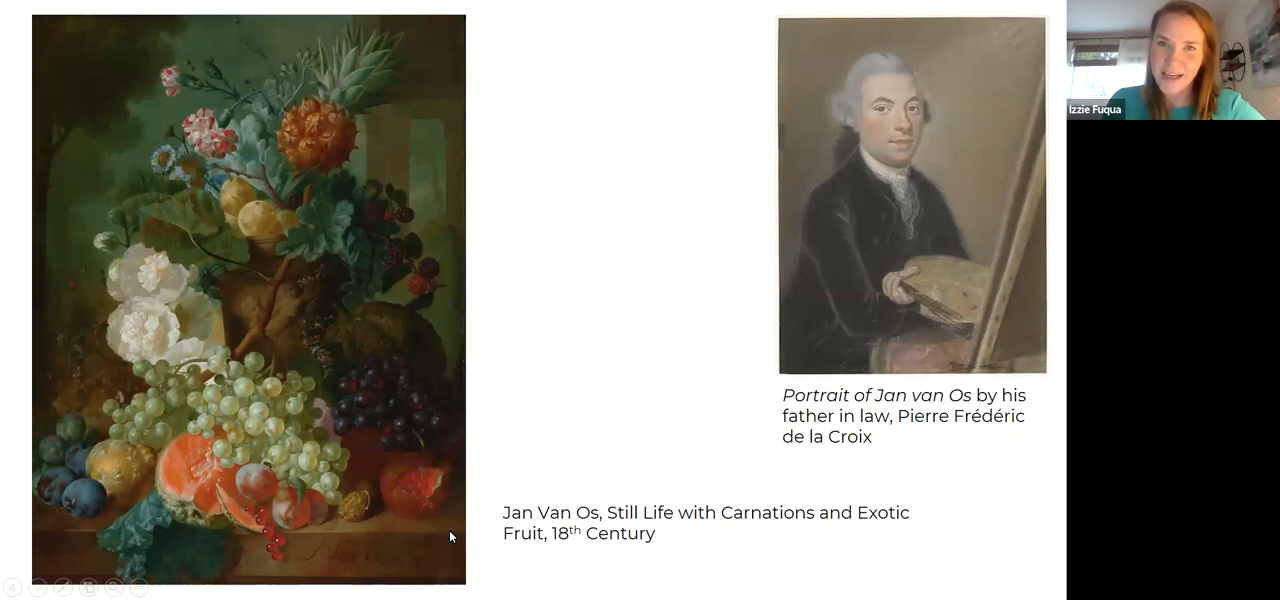 Izzie Fuqua
Portrait of Jan van Os by his
father in law, Pierre Frédéric
de la Croix
Jan Van Os, Still Life with Carnations and Exotic
Fruit, 18th Century